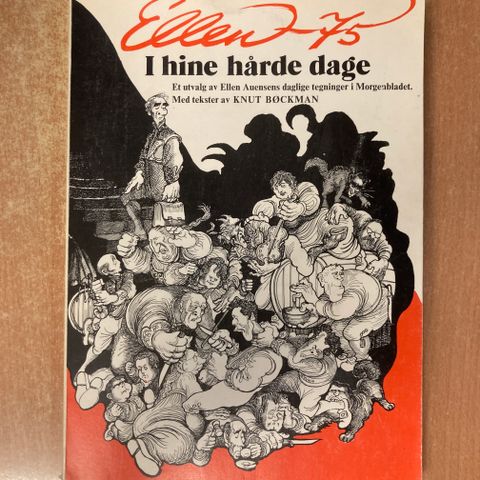 Ellen 75
I hine hårde dage
Et utvalg av Ellen Auensens daglige tegninger i Morgenbladet.
Med tekster av KNUT BØCKMAN